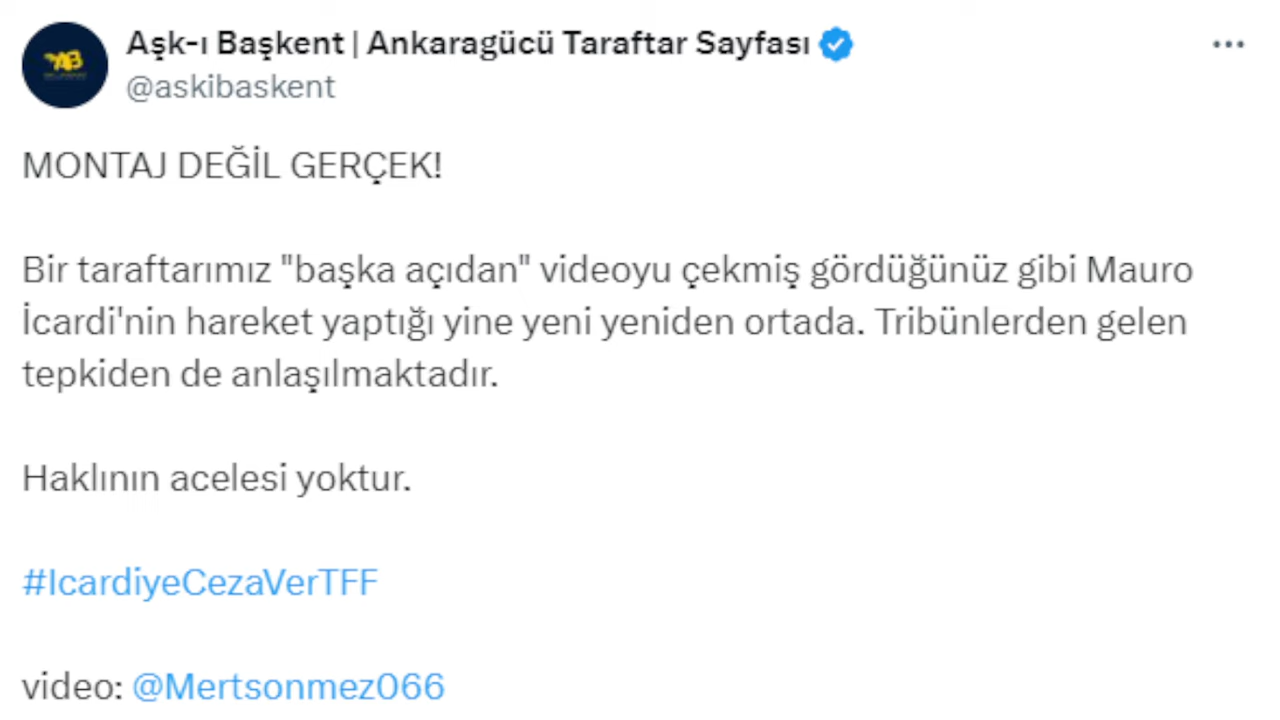 Aşk-ı Başkent | Ankaragücü Taraftar Sayfası
@askibaskent
MONTAJ DEĞİL GERÇEK!
Bir taraftarımız "başka açıdan" videoyu çekmiş gördüğünüz gibi Mauro
İcardi'nin hareket yaptığı yine yeni yeniden ortada. Tribünlerden gelen
tepkiden de anlaşılmaktadır.
Haklının acelesi yoktur.
#IcardiyeCezaVerTFF
video: @Mertsonmez066